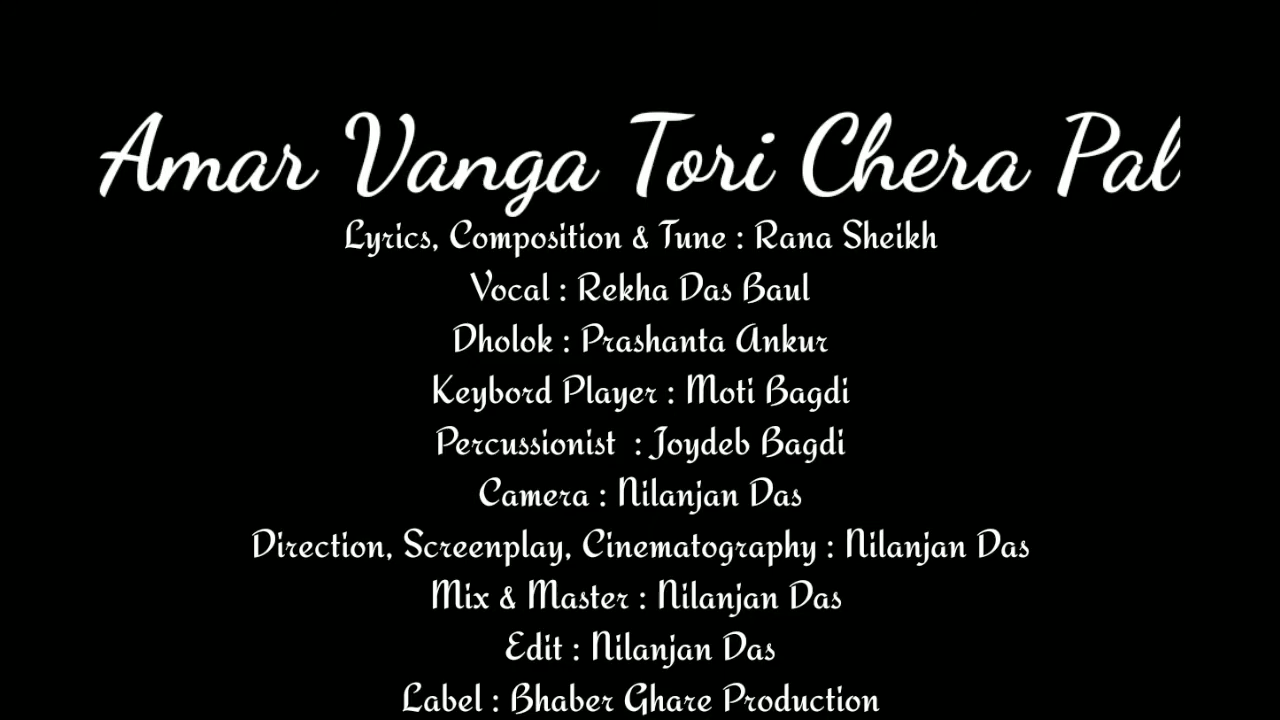 Amar Vanga Tori Chera Pal
Lyrics, Composition & Tune : Rana Sheikh
Vocal : Rekha Das Baul
Dholok : Prashanta Ankur
Keybord Player : Moti Bagdi
Percussionist : Joydeb Bagdi
Camera : Nilanjan Das
Direction, Screenplay, Cinematography : Nilanjan Das
Mix & Master : Nilanjan Das
Edit : Nilanjan Das
Label : Bhaber Ghare Production